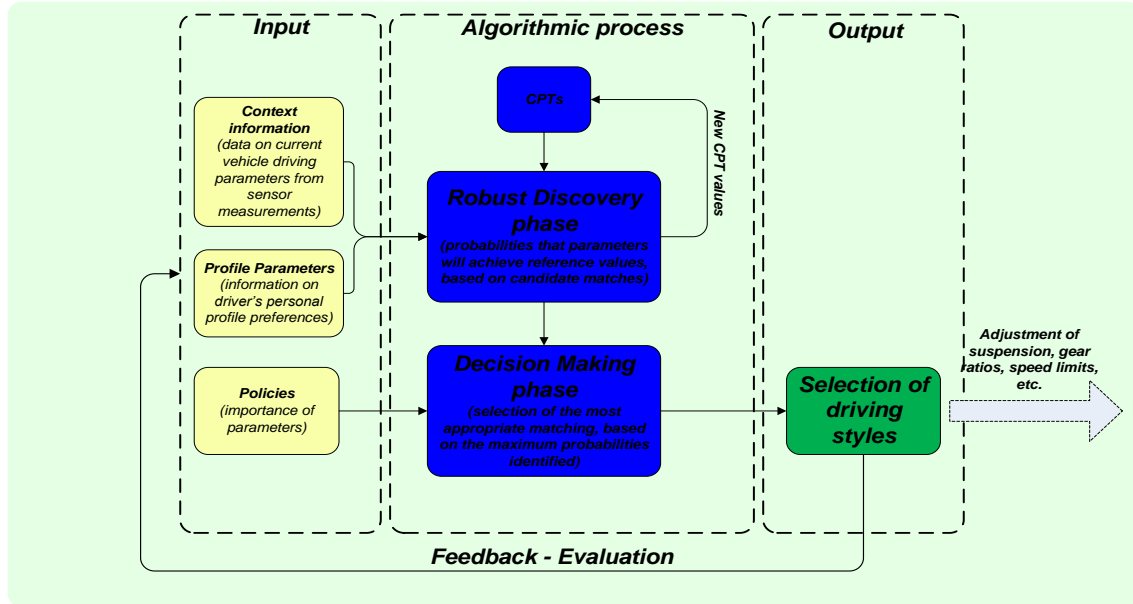 Input
Algorithmic process
Output
Context
information
(data on current
vehicle driving
parameters from
sensor
measurements)
Profile Parameters
(information on
driver's personal
profile preferences)
Policies
(importance of
parameters)
CPTs
New CPT values
Robust Discovery
phase
(probabilities that parameters
will achieve reference values,
based on candidate matches)
Decision Making
phase
(selection of the most
appropriate matching, based
on the maximum probabilities
identified)
Selection of
driving
styles
Adjustment of
suspension, gear
ratios, speed limits,
etc.
Feedback - Evaluation